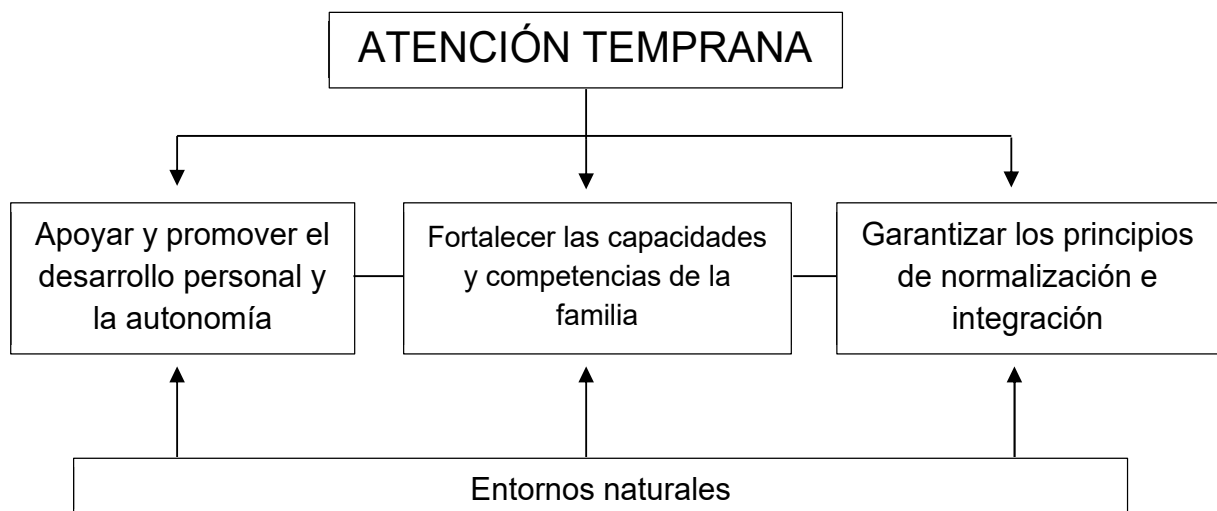 ATENCIÓN TEMPRANA
Apoyar y promover el
desarrollo personal y
la autonomía
Fortalecer las capacidades
y competencias de la
familia
Garantizar los principios
de normalización e
integración
Entornos naturales